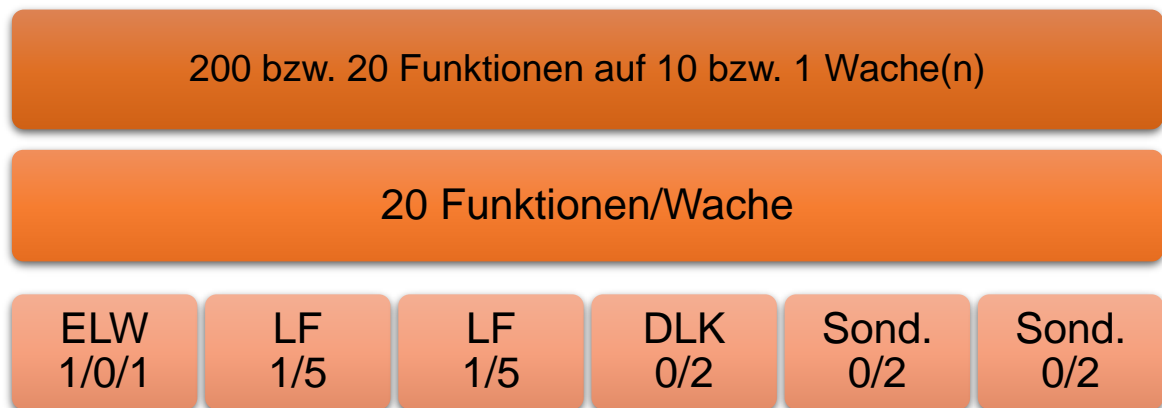 200 bzw. 20 Funktionen auf 10 bzw. 1 Wache(n)
20 Funktionen/Wache
ELW
1/0/1
LF
1/5
LF
1/5
DLK
0/2
Sond.
0/2
Sond.
0/2